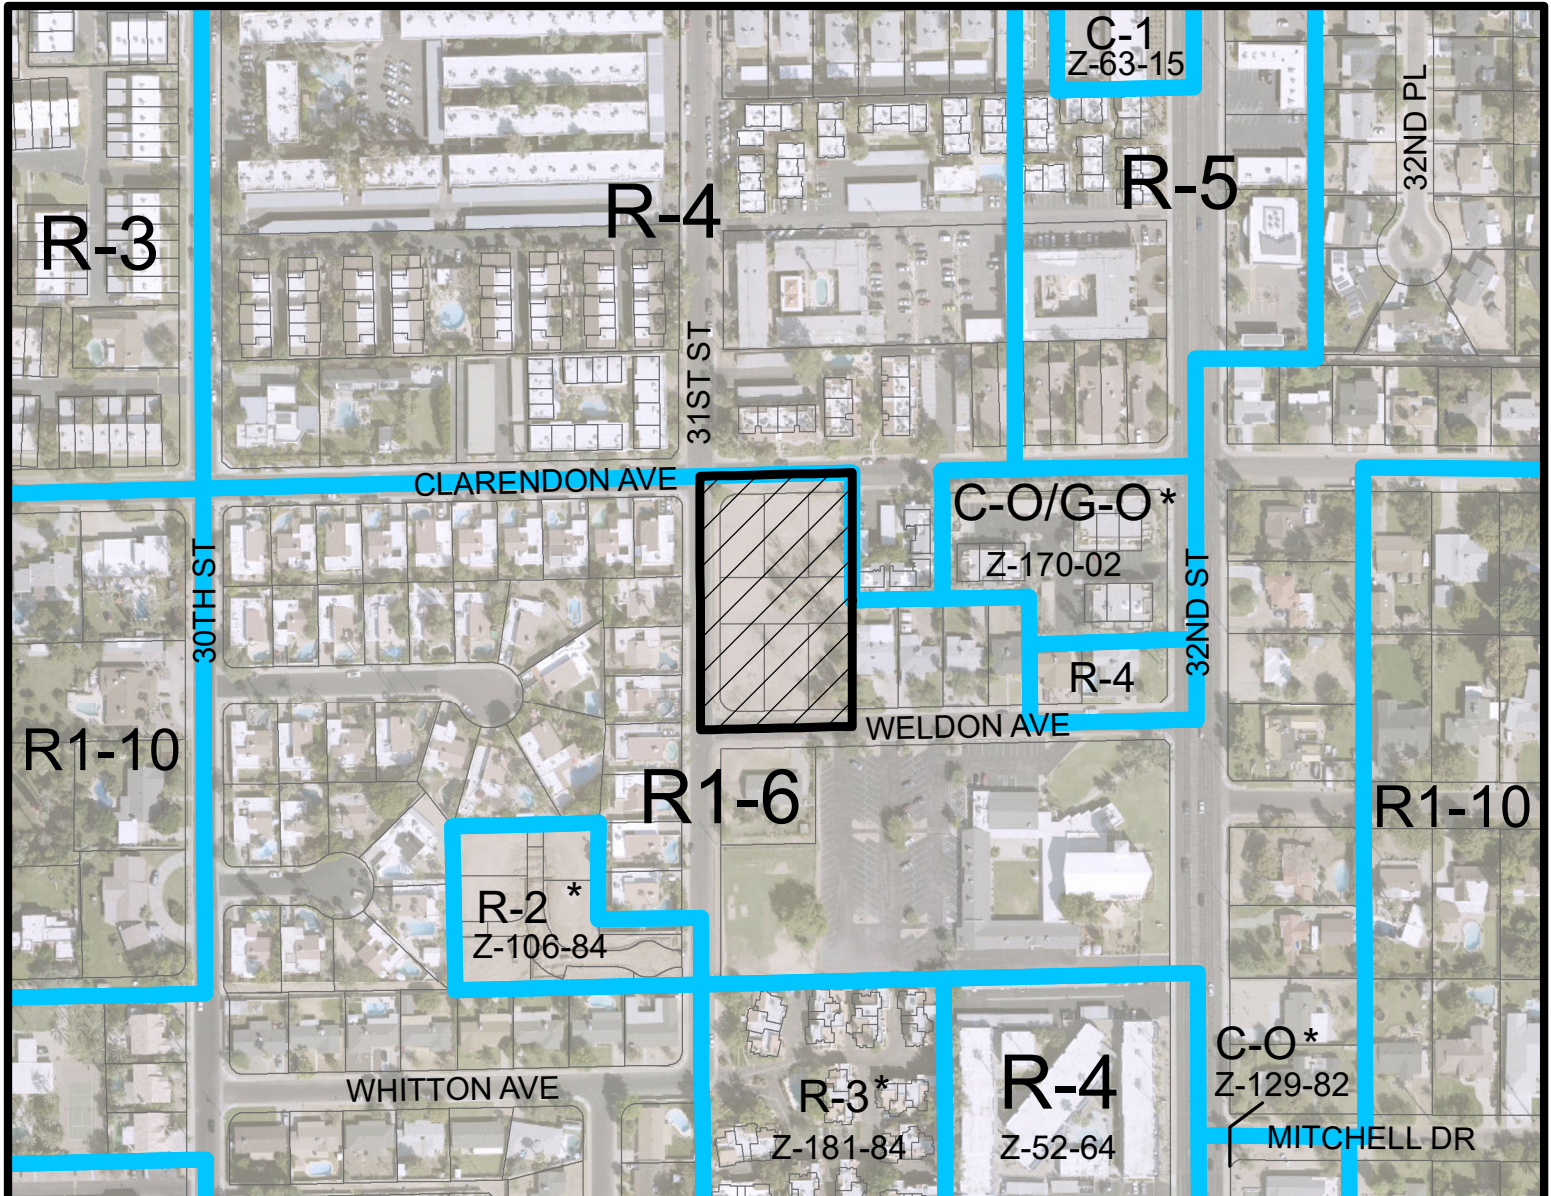 C-1
Z-63-15
32ND PL
R-5
R-4
R-3
31ST ST
CLARENDON AVE
C-O/G-O *
Z-170-02
30TH ST
32ND ST
R-4
WELDON AVE
R1-10
R1-6
R1-10
R-2 *
Z-106-84
C-O *
Z-129-82
WHITTON AVE
R-3 *
Z-181-84
R-4
Z-52-64
MITCHELL DR